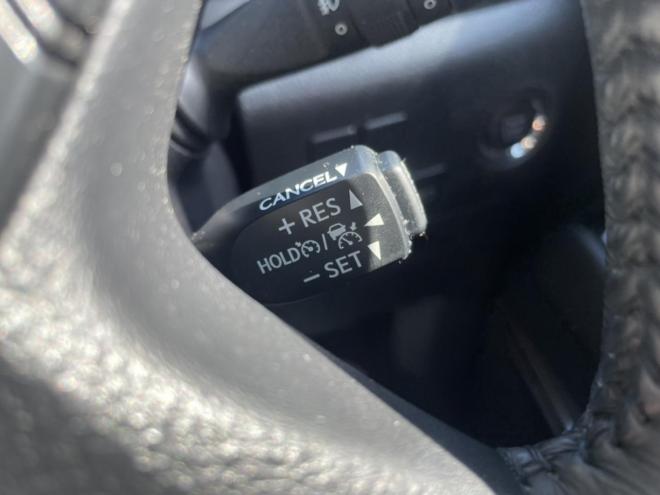 CANCEL
+ RES
HOLD /
− SET